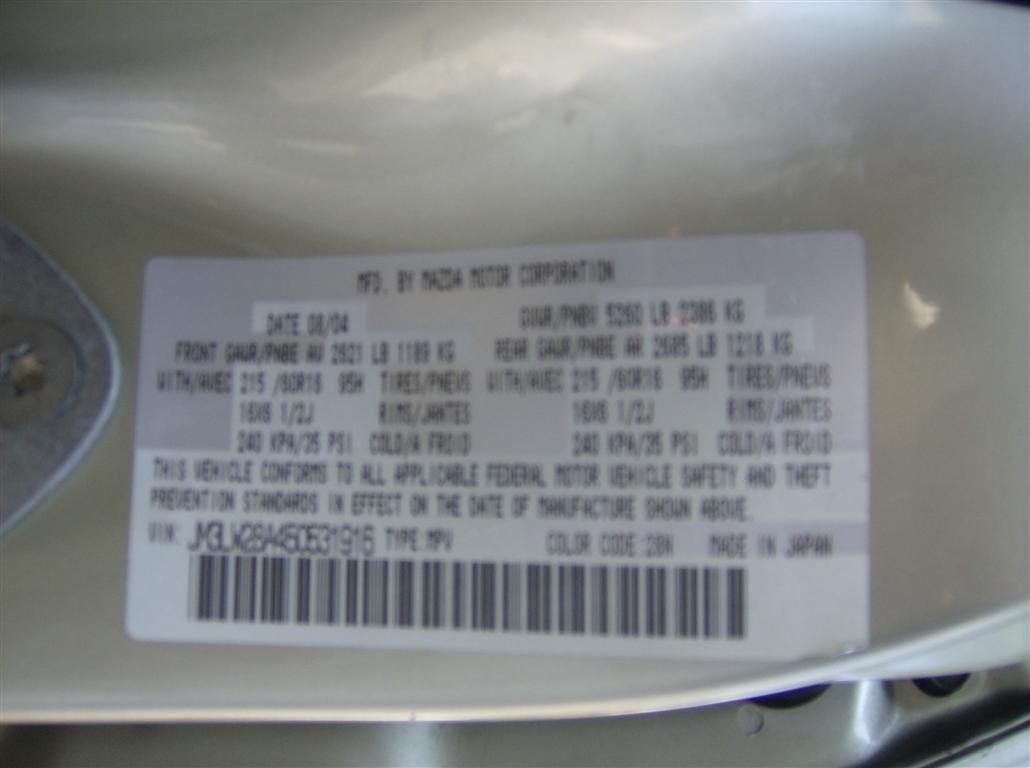 MFD. BY MAZDA MOTOR CORPORATION
DATE 08/04 GVWR/PNBV 5260 LB 2386 KG
FRONT GAWR/PNBE AV 2621 LB 1189 KG REAR GAWR/PNBE AR 2685 LB 1218 KG
WITH/AVEC 215 /60R16 95H TIRES/PNEUS WITH/AVEC 215 /60R16 95H TIRES/PNEUS
16X6 1/2J RIMS/JANTES 16X6 1/2J RIMS/JANTES
240 KPA/35 PSI COLD/A FROID 240 KPA/35 PSI COLD/A FROID
THIS VEHICLE CONFORMS TO ALL APPLICABLE FEDERAL MOTOR VEHICLE SAFETY AND THEFT
PREVENTION STANDARDS IN EFFECT ON THE DATE OF MANUFACTURE SHOWN ABOVE.
VIN: JM3LW28A450531916 TYPE:MPV COLOR CODE:28N MADE IN JAPAN